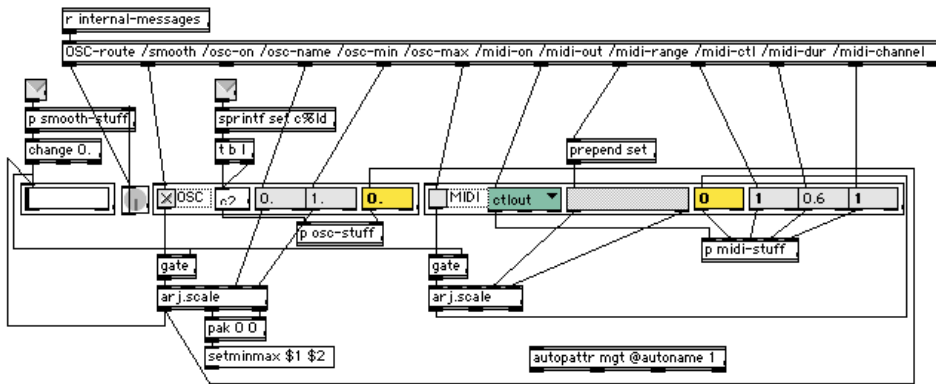 r internal-messages
OSC-route /smooth /osc-on /osc-name /osc-min /osc-max /midi-on /midi-out /midi-range /midi-ctl /midi-dur /midi-channel
p smooth-stuff
sprintf set c%ld
change 0.
t b l
prepend set
OSC
c2
0.
1.
0.
MIDI
ctlout
0
1
0.6
1
p osc-stuff
p midi-stuff
gate
gate
arj.scale
arj.scale
pak 0 0
setminmax $1 $2
autopattr mgt @autoname 1